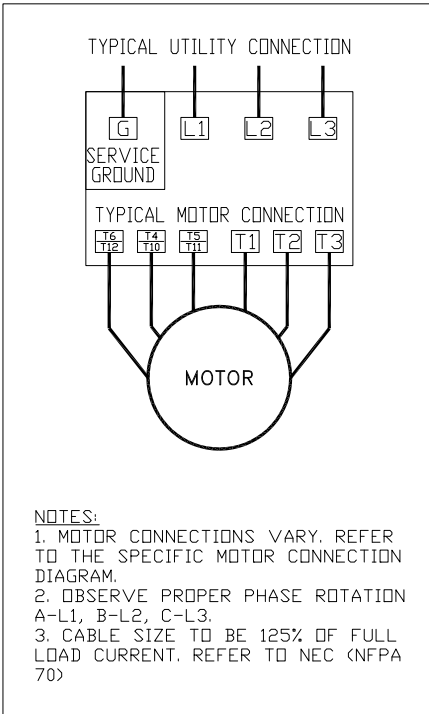 TYPICAL UTILITY CONNECTION
G L1 L2 L3
SERVICE
GROUND
TYPICAL MOTOR CONNECTION
T6 T4 T5 T1 T2 T3
T12 T10 T11
MOTOR
NOTES:
1. MOTOR CONNECTIONS VARY. REFER
TO THE SPECIFIC MOTOR CONNECTION
DIAGRAM.
2. OBSERVE PROPER PHASE ROTATION
A-L1, B-L2, C-L3.
3. CABLE SIZE TO BE 125% OF FULL
LOAD CURRENT. REFER TO NEC (NFPA
70)